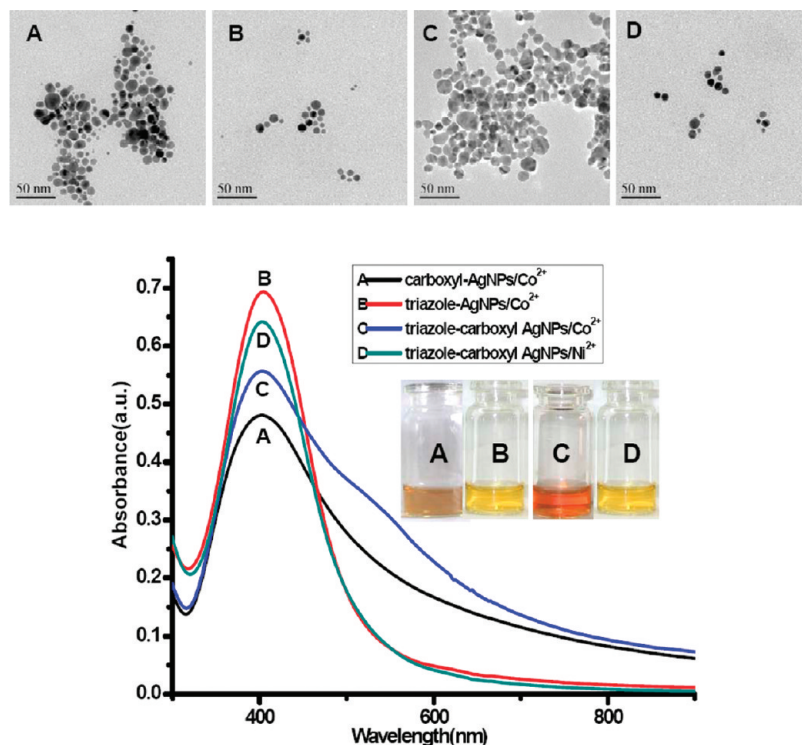 A
B
C
D
50 nm
50 nm
50 nm
50 nm
0.7
0.6
0.5
0.4
0.3
0.2
0.1
0.0
Absorbance(a.u.)
B
D
C
A
A carboxyl-AgNPs/Co²⁺
B triazole-AgNPs/Co²⁺
C triazole-carboxyl AgNPs/Co²⁺
D triazole-carboxyl AgNPs/Ni²⁺
A
B
C
D
400
600
800
Wavelength(nm)